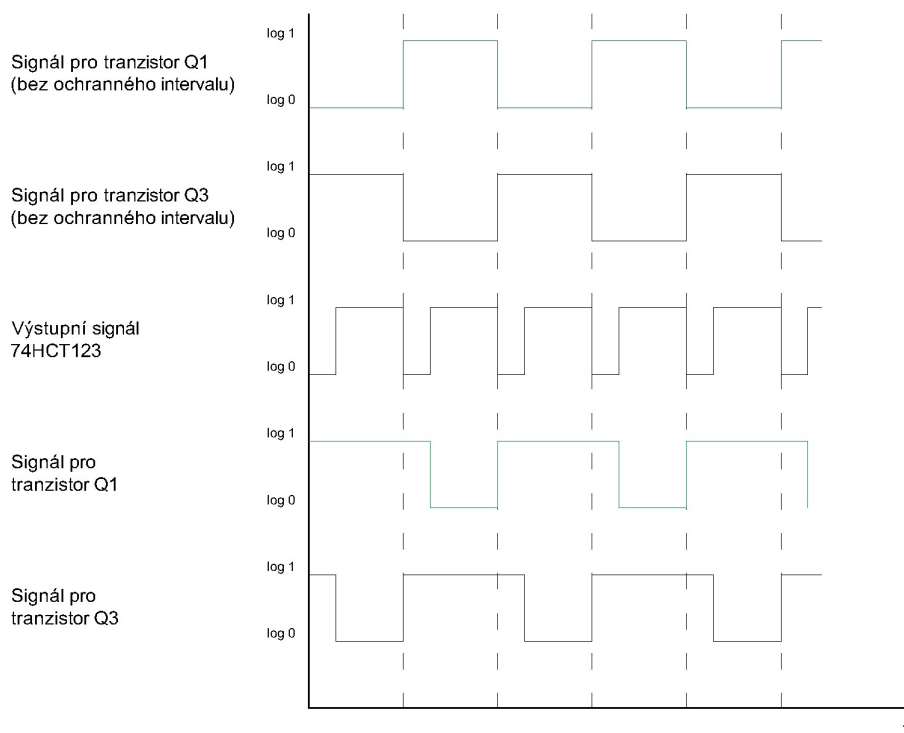 log 1
Signál pro tranzistor Q1
(bez ochranného intervalu)
log 0
log 1
Signál pro tranzistor Q3
(bez ochranného intervalu)
log 0
log 1
Výstupní signál
74HCT123
log 0
log 1
Signál pro
tranzistor Q1
log 0
log 1
Signál pro
tranzistor Q3
log 0